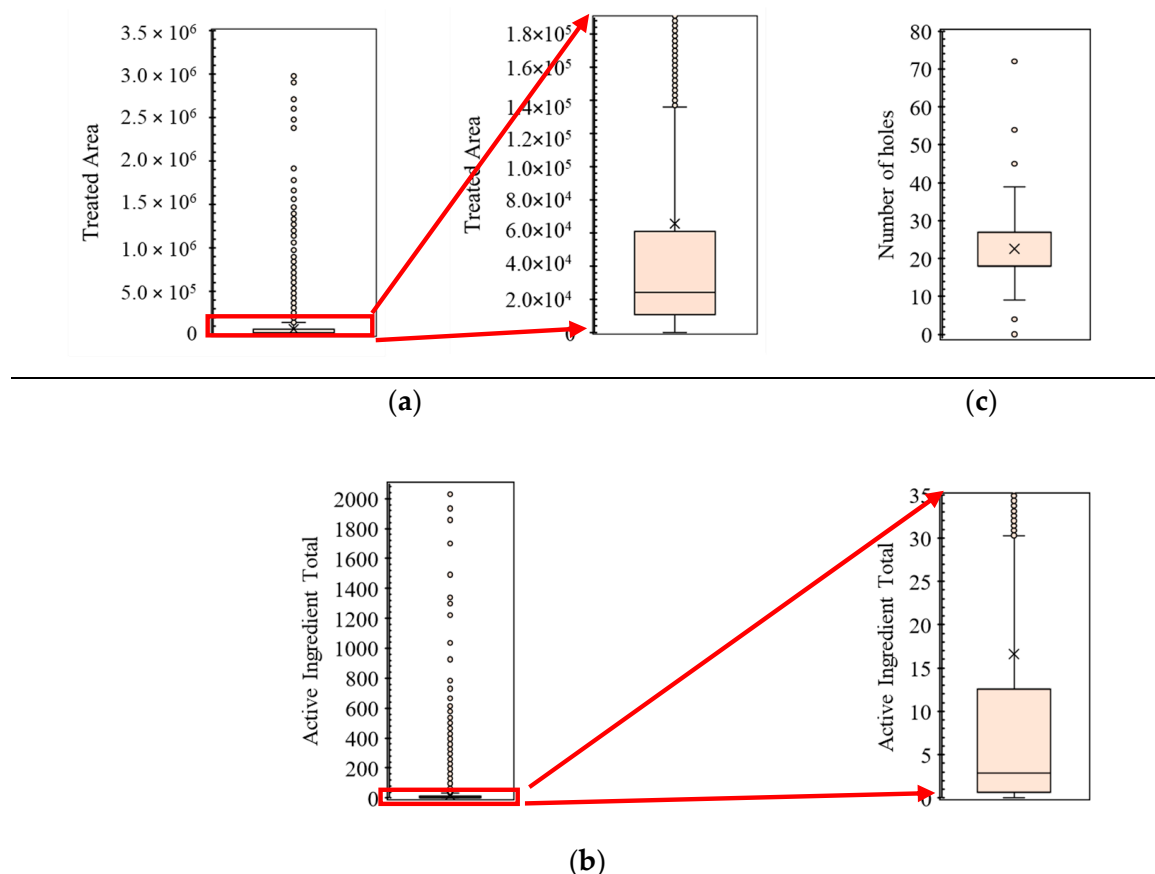 Treated Area
3.5 × 10⁶
3.0 × 10⁶
2.5 × 10⁶
2.0 × 10⁶
1.5 × 10⁶
1.0 × 10⁶
5.0 × 10⁵
0
Treated Area
1.8×10⁵
1.6×10⁵
1.4×10⁵
1.2×10⁵
1.0×10⁵
8.0×10⁴
6.0×10⁴
4.0×10⁴
2.0×10⁴
0
Number of holes
80
70
60
50
40
30
20
10
0
(a)
(c)
Active Ingredient Total
2000
1800
1600
1400
1200
1000
800
600
400
200
0
Active Ingredient Total
35
30
25
20
15
10
5
0
(b)